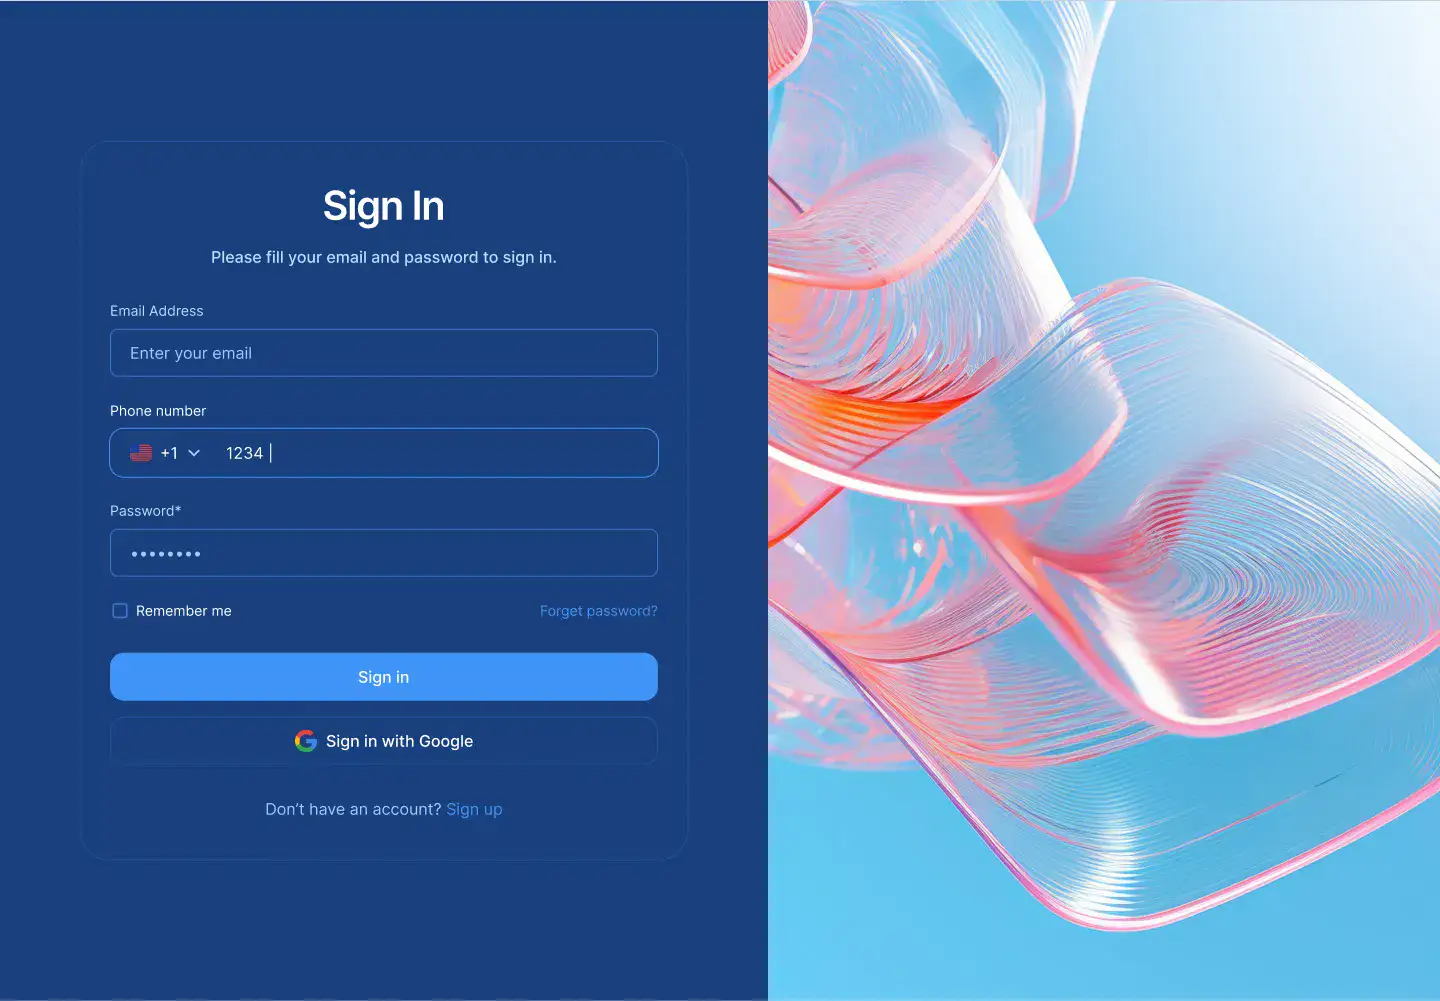 Sign In
Please fill your email and password to sign in.
Email Address
Enter your email
Phone number
+1 1234
Password*
Remember me Forget password?
Sign in
Sign in with Google
Don’t have an account? Sign up